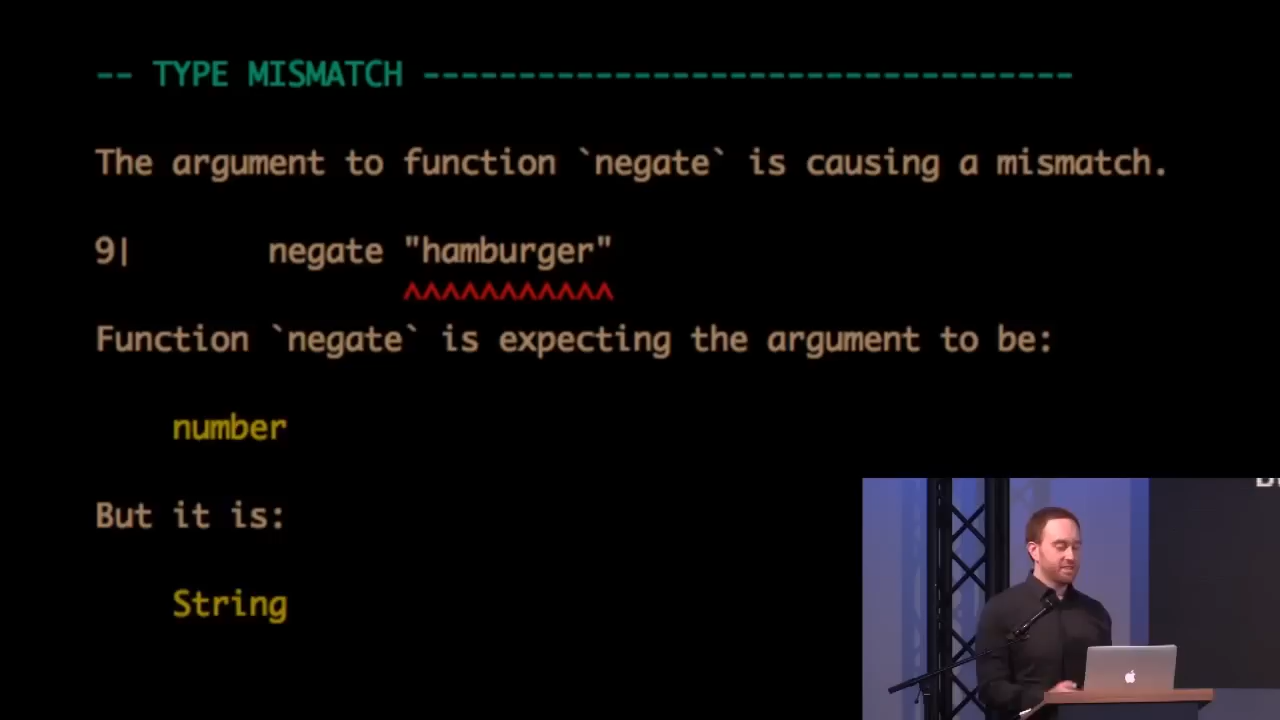 -- TYPE MISMATCH ----------------------------------
The argument to function `negate` is causing a mismatch.
9|       negate "hamburger"
                ^^^^^^^^^^^
Function `negate` is expecting the argument to be:
    number
But it is:
    String